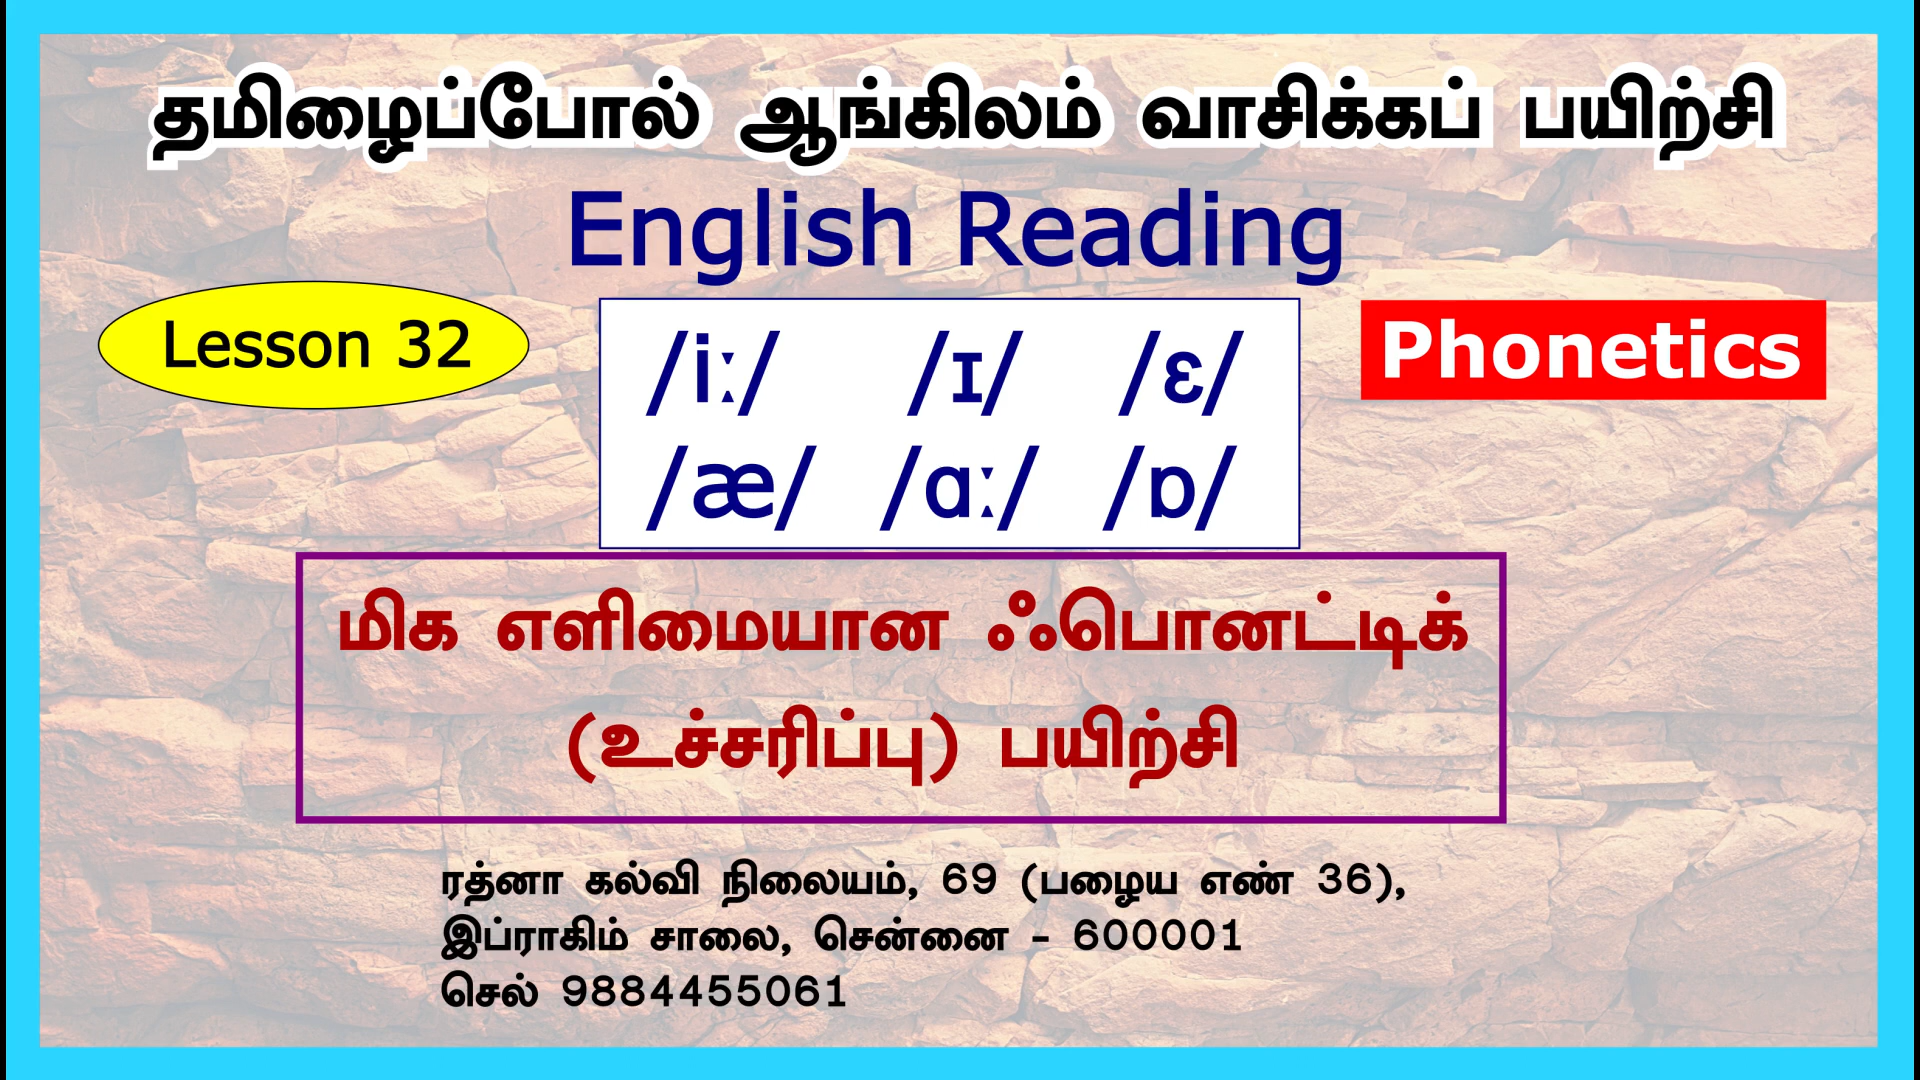 தமிழைப்போல் ஆங்கிலம் வாசிக்கப் பயிற்சி
English Reading
Lesson 32
/iː/ /ɪ/ /ɛ/
Phonetics
/æ/ /ɑː/ /ɒ/
மிக எளிமையான ஃபொனட்டிக்
(உச்சரிப்பு) பயிற்சி
ரத்னா கல்வி நிலையம், 69 (பழைய எண் 36),
இப்ராகிம் சாலை, சென்னை - 600001
செல் 9884455061